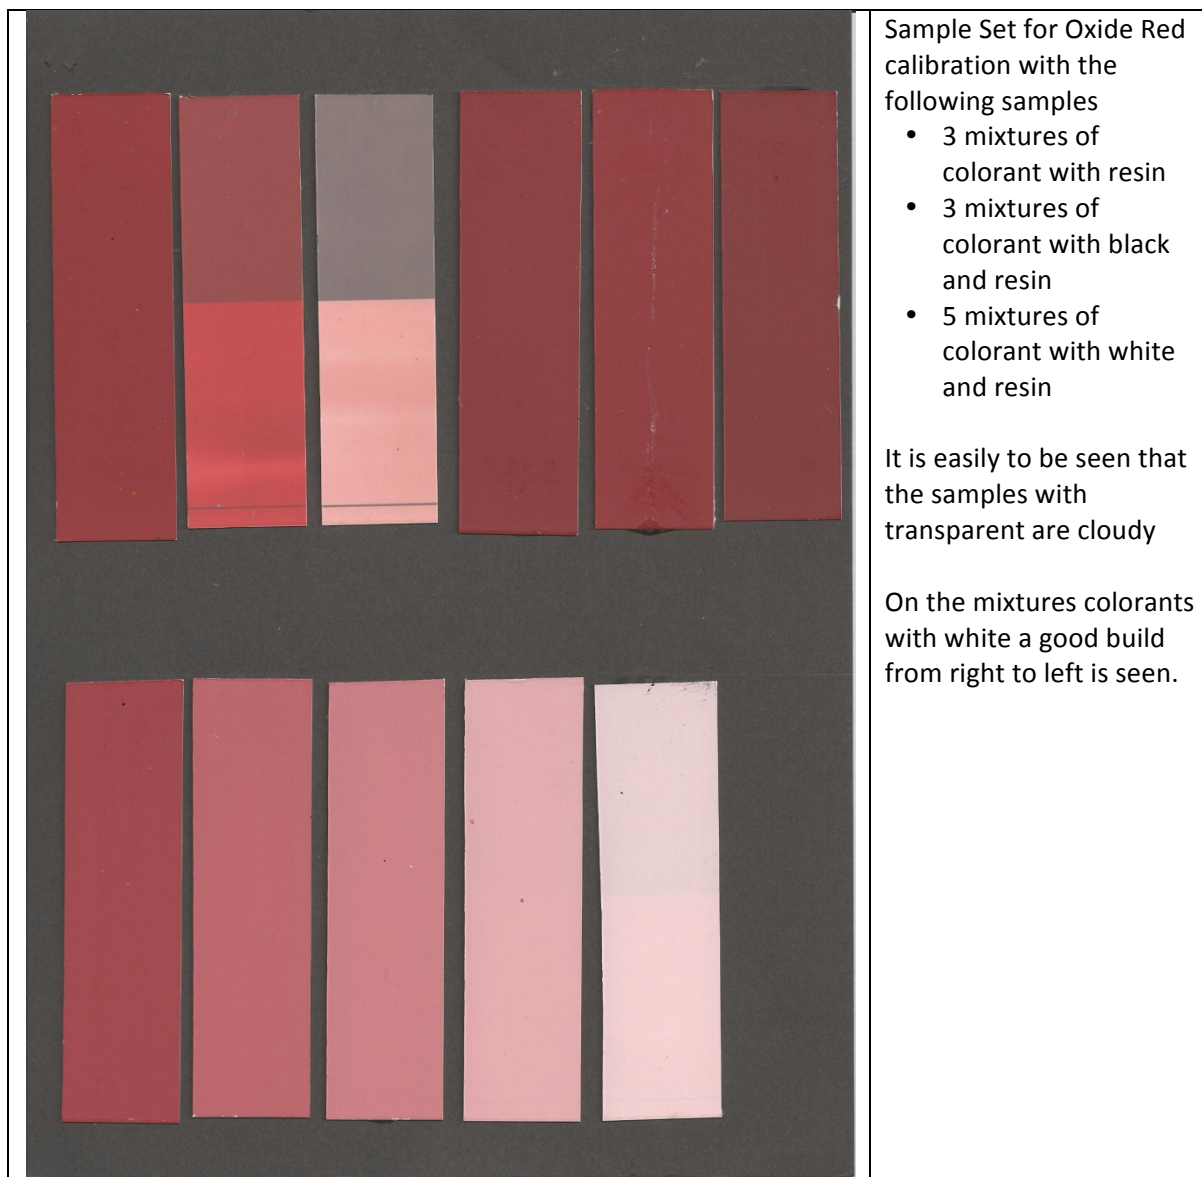 Sample Set for Oxide Red
calibration with the
following samples
• 3 mixtures of
colorant with resin
• 3 mixtures of
colorant with black
and resin
• 5 mixtures of
colorant with white
and resin
It is easily to be seen that
the samples with
transparent are cloudy
On the mixtures colorants
with white a good build
from right to left is seen.